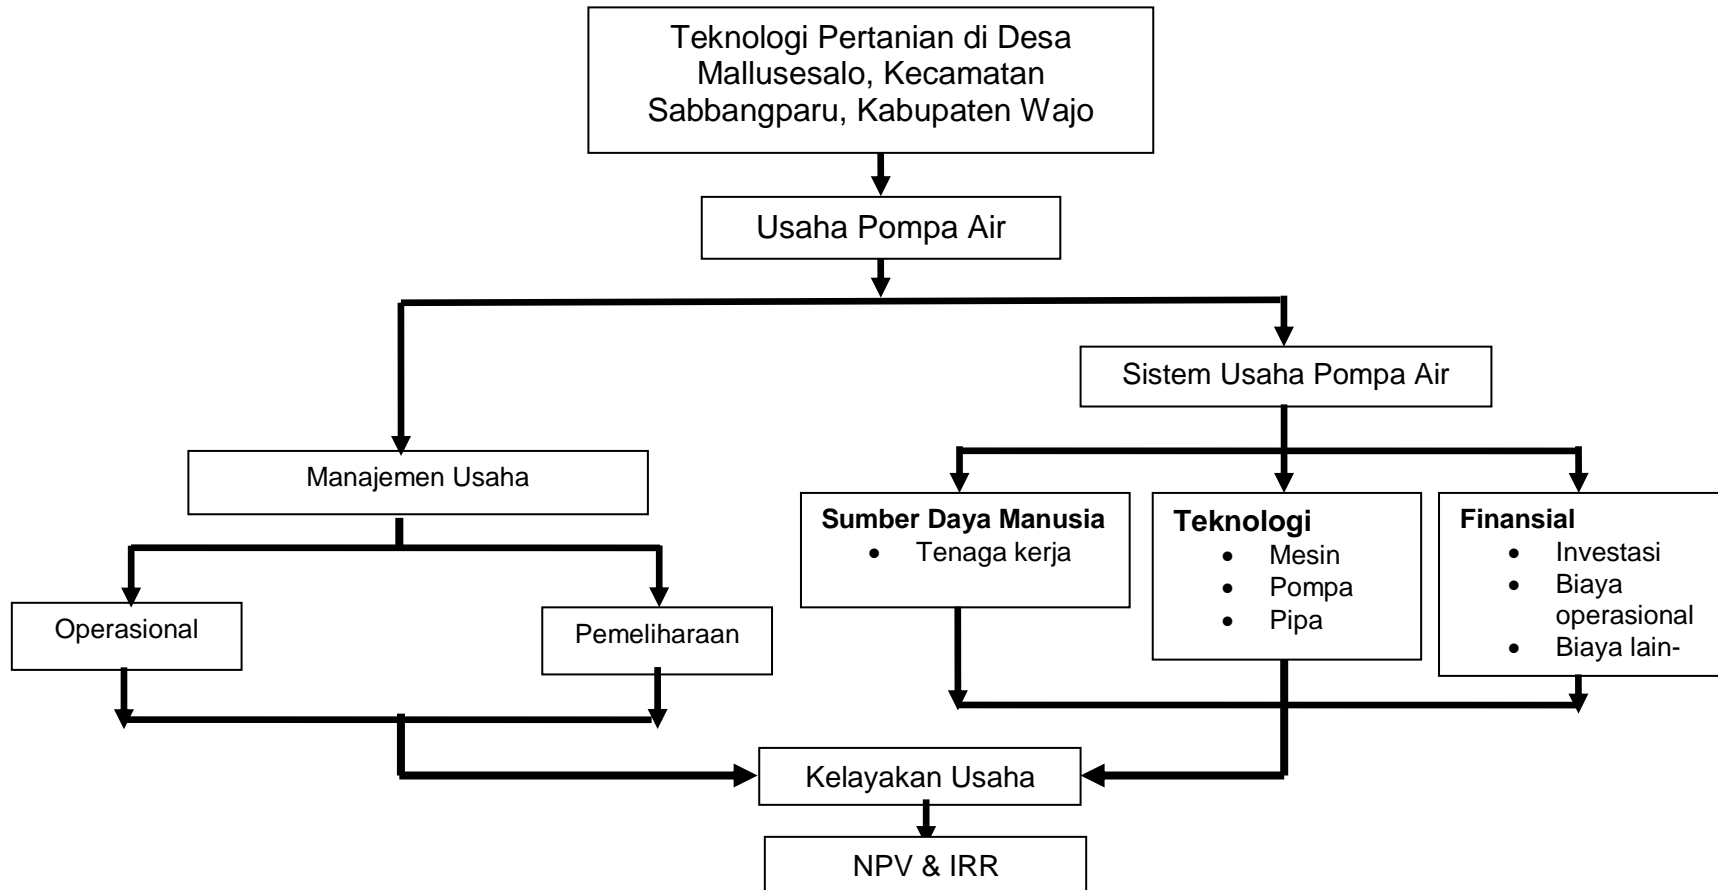 Teknologi Pertanian di Desa
Mallusesalo, Kecamatan
Sabbangparu, Kabupaten Wajo
Usaha Pompa Air
Sistem Usaha Pompa Air
Manajemen Usaha
Sumber Daya Manusia
• Tenaga kerja
Teknologi
• Mesin
• Pompa
• Pipa
Finansial
• Investasi
• Biaya
operasional
• Biaya lain-
Operasional
Pemeliharaan
Kelayakan Usaha
NPV & IRR